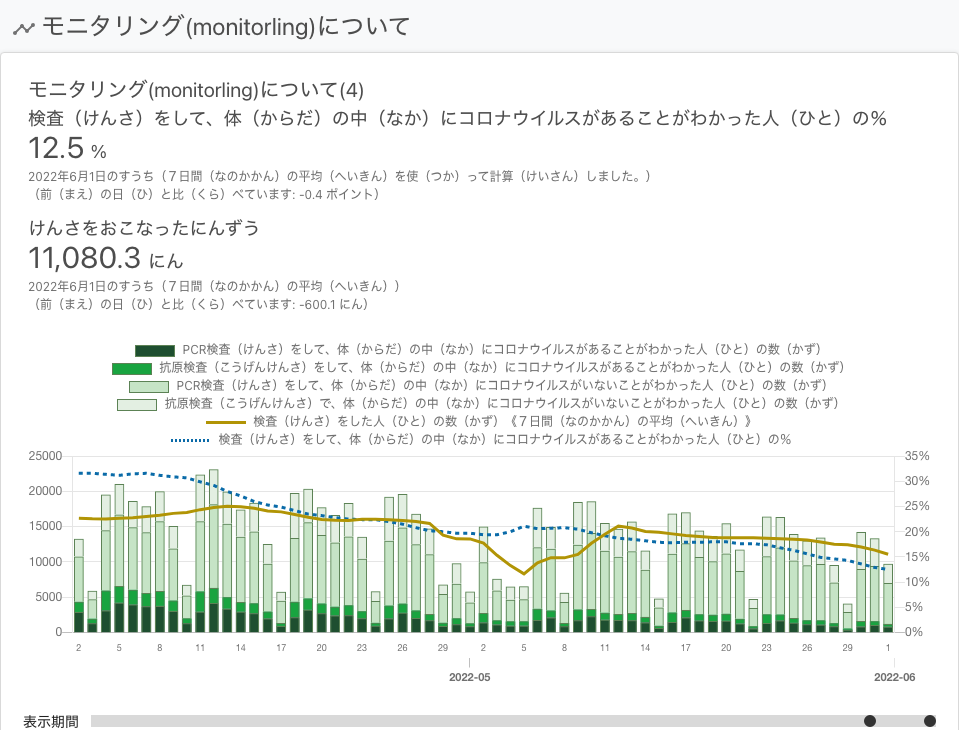 モニタリング(monitorling)について
モニタリング(monitorling)について(4)
検査（けんさ）をして、体（からだ）の中（なか）にコロナウイルスがあることがわかった人（ひと）の%
12.5 %
2022年6月1日のすうち（７日間（なのかかん）の平均（へいきん）を使（つか）って計算（けいさん）しました。）
（前（まえ）の日（ひ）と比（くら）べています: -0.4 ポイント）
けんさをおこなったにんずう
11,080.3 にん
2022年6月1日のすうち（７日間（なのかかん）の平均（へいきん））
（前（まえ）の日（ひ）と比（くら）べています: -600.1 にん）
PCR検査（けんさ）をして、体（からだ）の中（なか）にコロナウイルスがあることがわかった人（ひと）の数（かず）
抗原検査（こうげんけんさ）をして、体（からだ）の中（なか）にコロナウイルスがあることがわかった人（ひと）の数（かず）
PCR検査（けんさ）をして、体（からだ）の中（なか）にコロナウイルスがいないことがわかった人（ひと）の数（かず）
抗原検査（こうげんけんさ）で、体（からだ）の中（なか）にコロナウイルスがいないことがわかった人（ひと）の数（かず）
検査（けんさ）をした人（ひと）の数（かず）《７日間（なのかかん）の平均（へいきん）》
検査（けんさ）をして、体（からだ）の中（なか）にコロナウイルスがあることがわかった人（ひと）の%
25000 35%
30%
20000
25%
15000
20%
15%
10000
10%
5000
5%
0 0%
2 5 8 11 14 17 20 23 26 29 2 5 8 11 14 17 20 23 26 29 1
2022-05 2022-06
表示期間